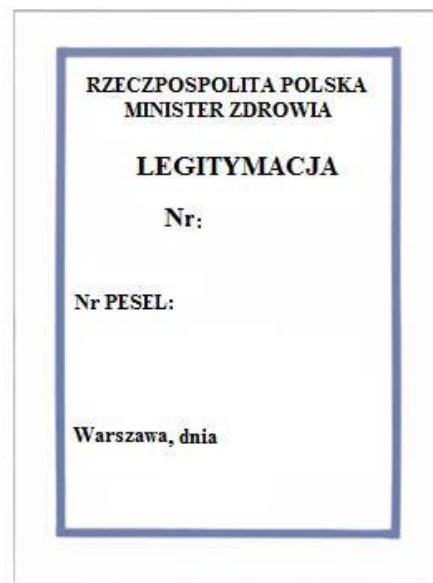 RZECZPOSPOLITA POLSKA
MINISTER ZDROWIA
LEGITYMACJA
Nr:
Nr PESEL:
Warszawa, dnia